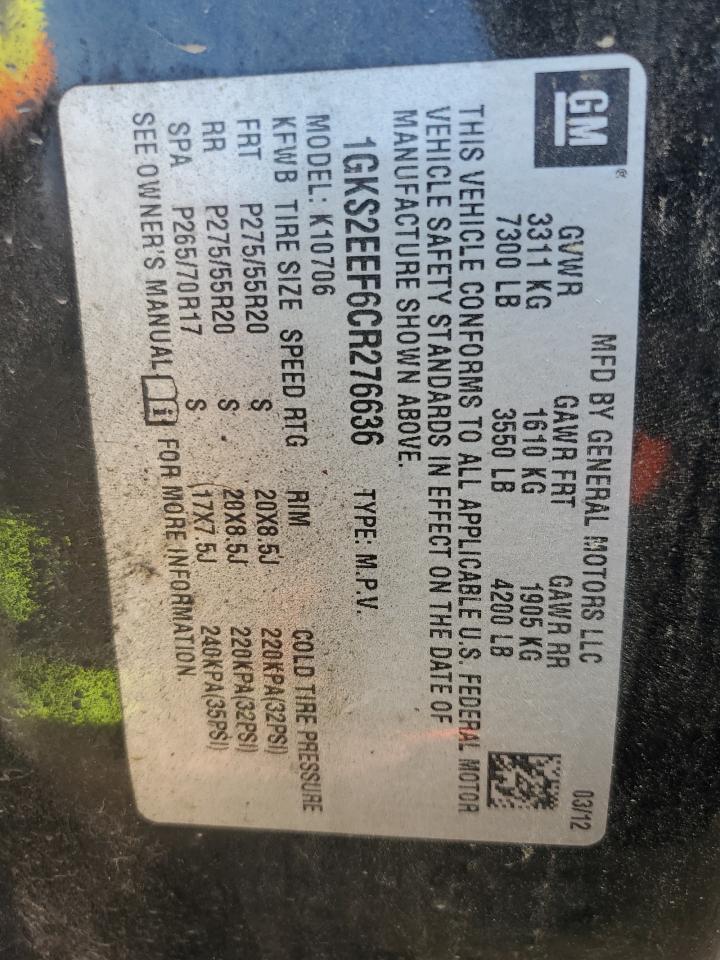 GM®
MFD BY GENERAL MOTORS LLC 03/12
GVWR GAWR FRT GAWR RR
3311 KG 1610 KG 1905 KG
7300 LB 3550 LB 4200 LB
THIS VEHICLE CONFORMS TO ALL APPLICABLE U.S. FEDERAL MOTOR
VEHICLE SAFETY STANDARDS IN EFFECT ON THE DATE OF
MANUFACTURE SHOWN ABOVE.
1GKS2EEF6CR276636 TYPE: M.P.V.
MODEL: K10706
KFWB TIRE SIZE SPEED RTG RIM COLD TIRE PRESSURE
FRT P275/55R20 S 20X8.5J 220KPA(32PSI)
RR P275/55R20 S 20X8.5J 220KPA(32PSI)
SPA P265/70R17 S 17X7.5J 240KPA(35PSI)
SEE OWNER'S MANUAL FOR MORE INFORMATION